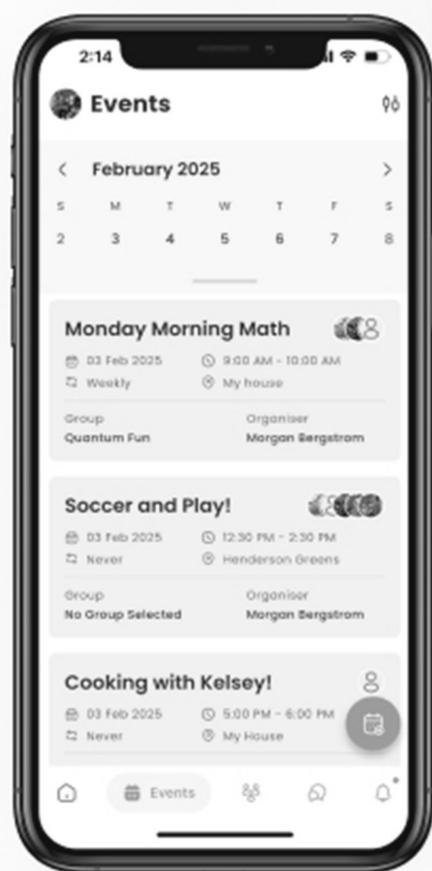 2:14
Events
February 2025
S M T W T F S
2 3 4 5 6 7 8
Monday Morning Math
03 Feb 2025 9:00 AM - 10:00 AM
Weekly My house
Group Organiser
Quantum Fun Morgan Bergstrom
Soccer and Play!
03 Feb 2025 12:30 PM - 2:30 PM
Never Henderson Greens
Group Organiser
No Group Selected Morgan Bergstrom
Cooking with Kelsey!
03 Feb 2025 5:00 PM - 6:00 PM
Never My House
Events